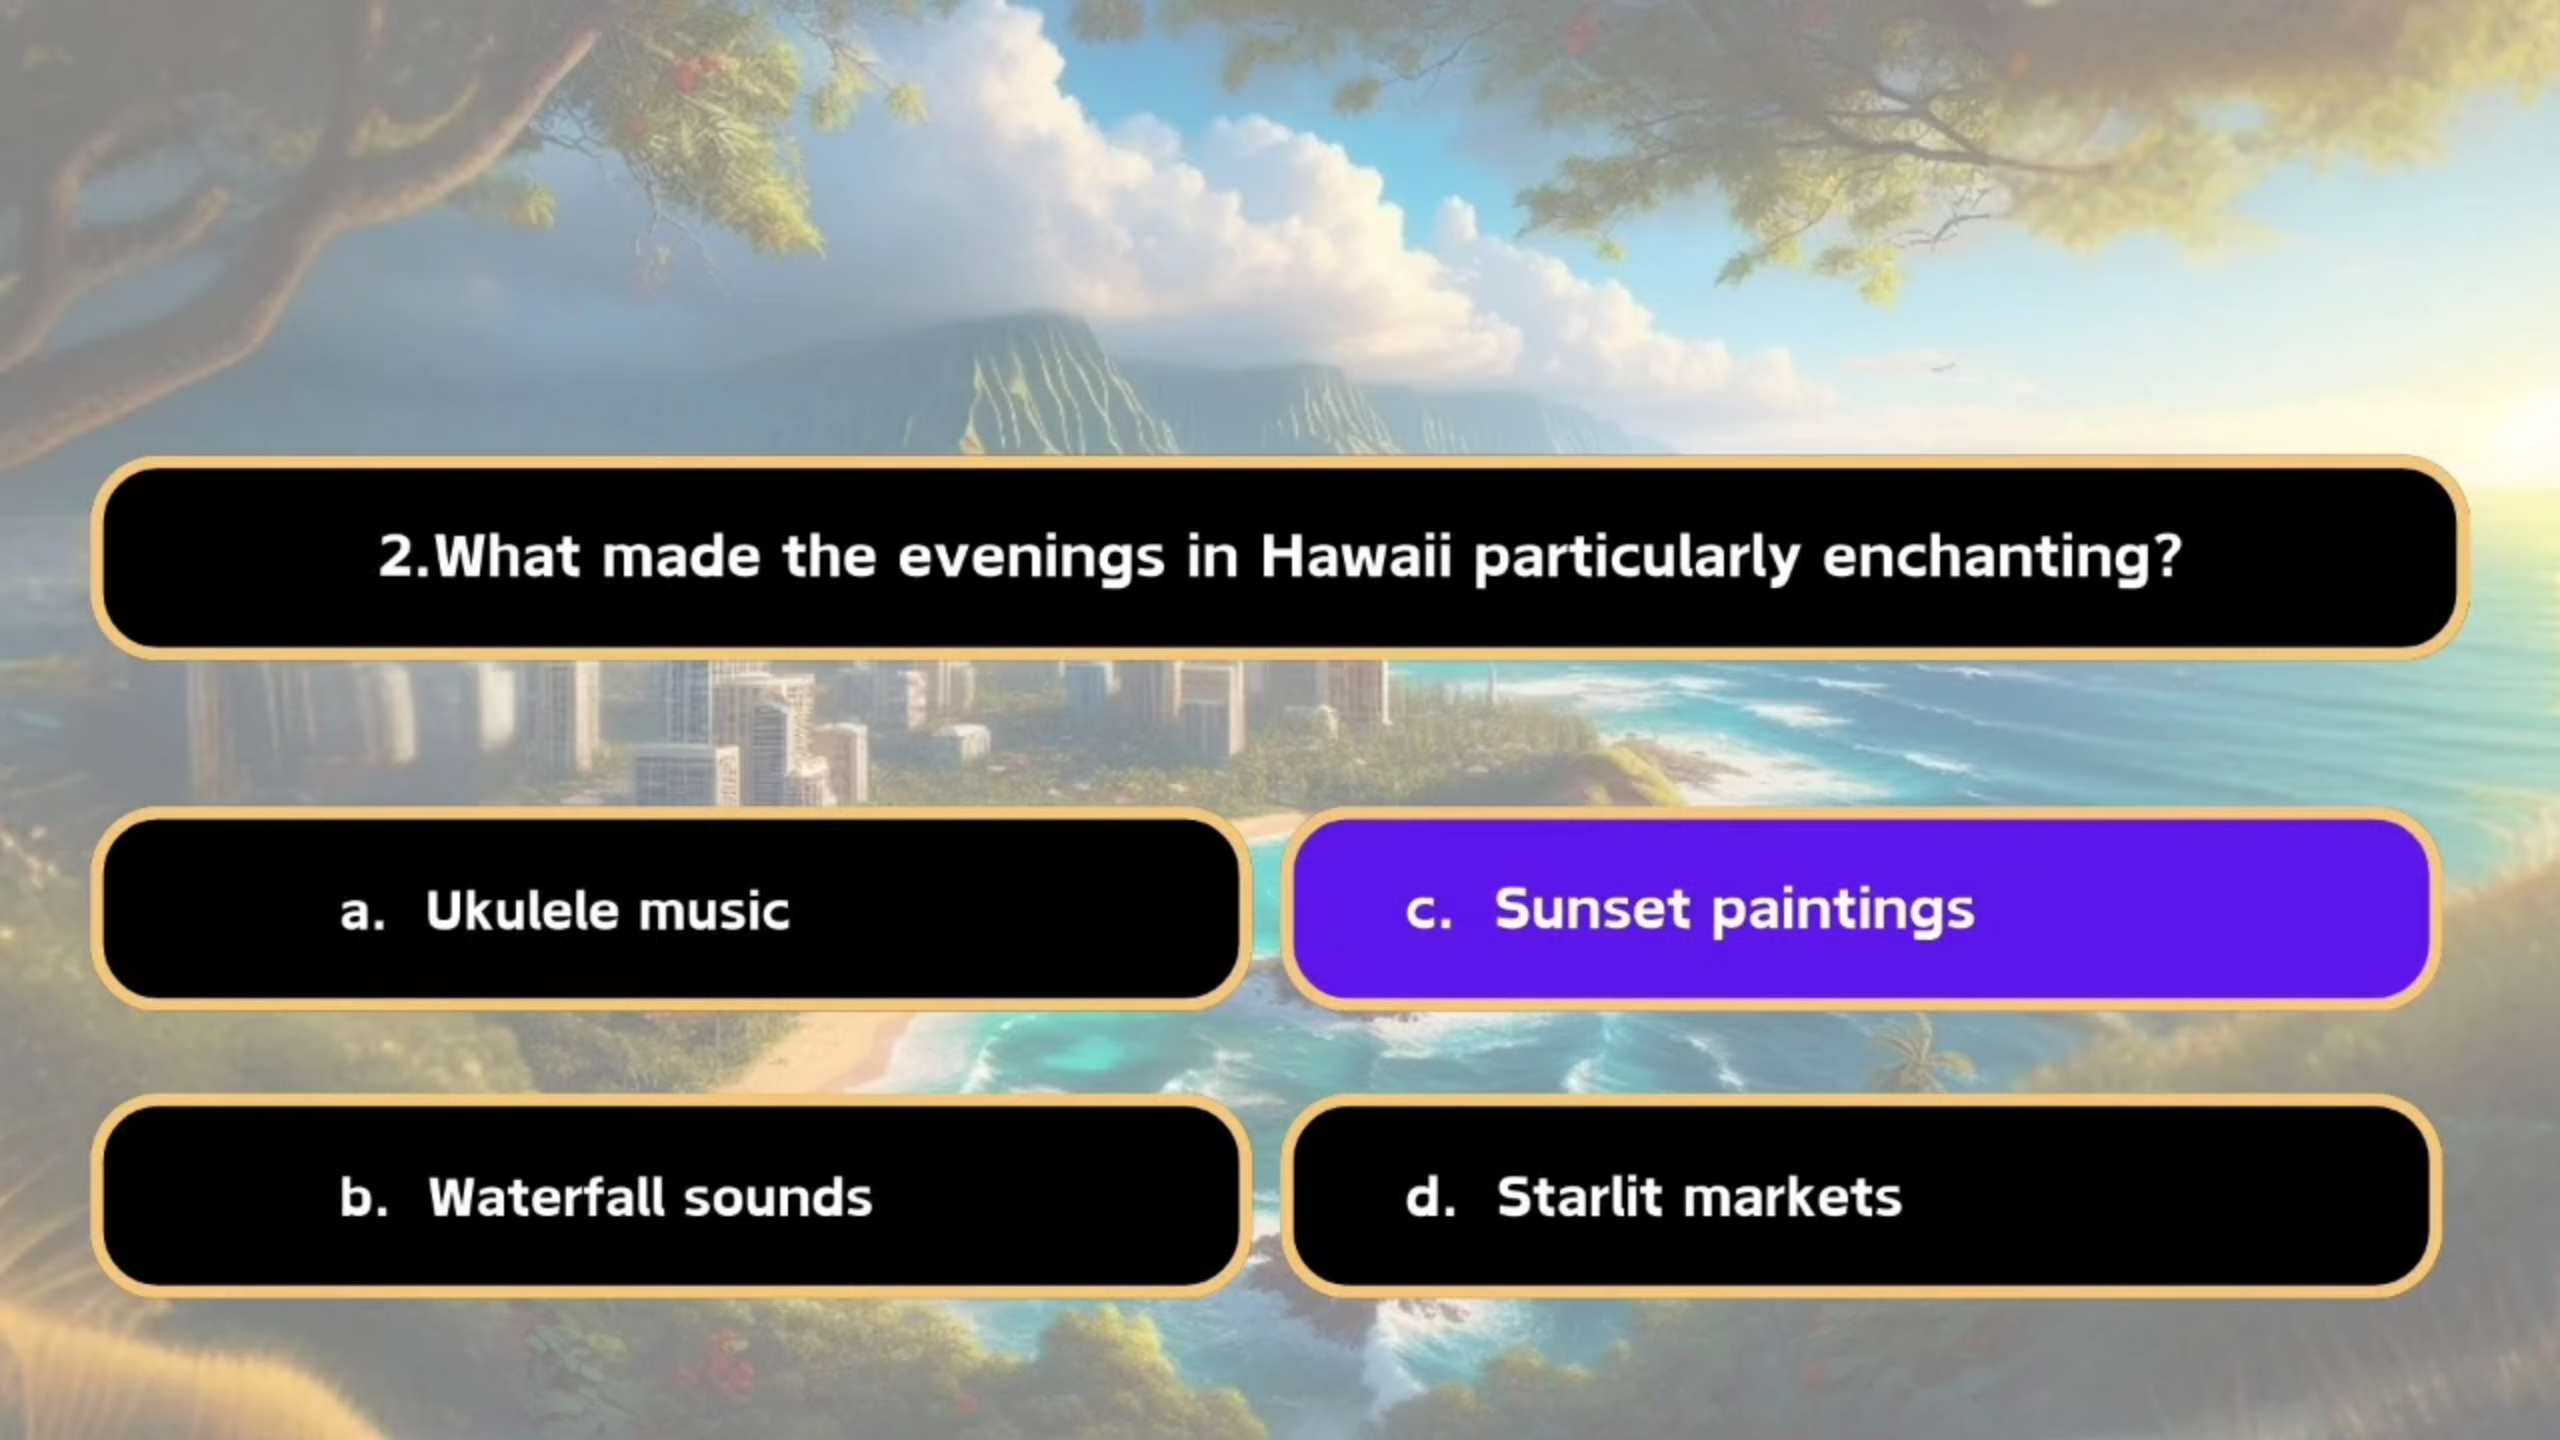 2.What made the evenings in Hawaii particularly enchanting?
a. Ukulele music
b. Waterfall sounds
c. Sunset paintings
d. Starlit markets